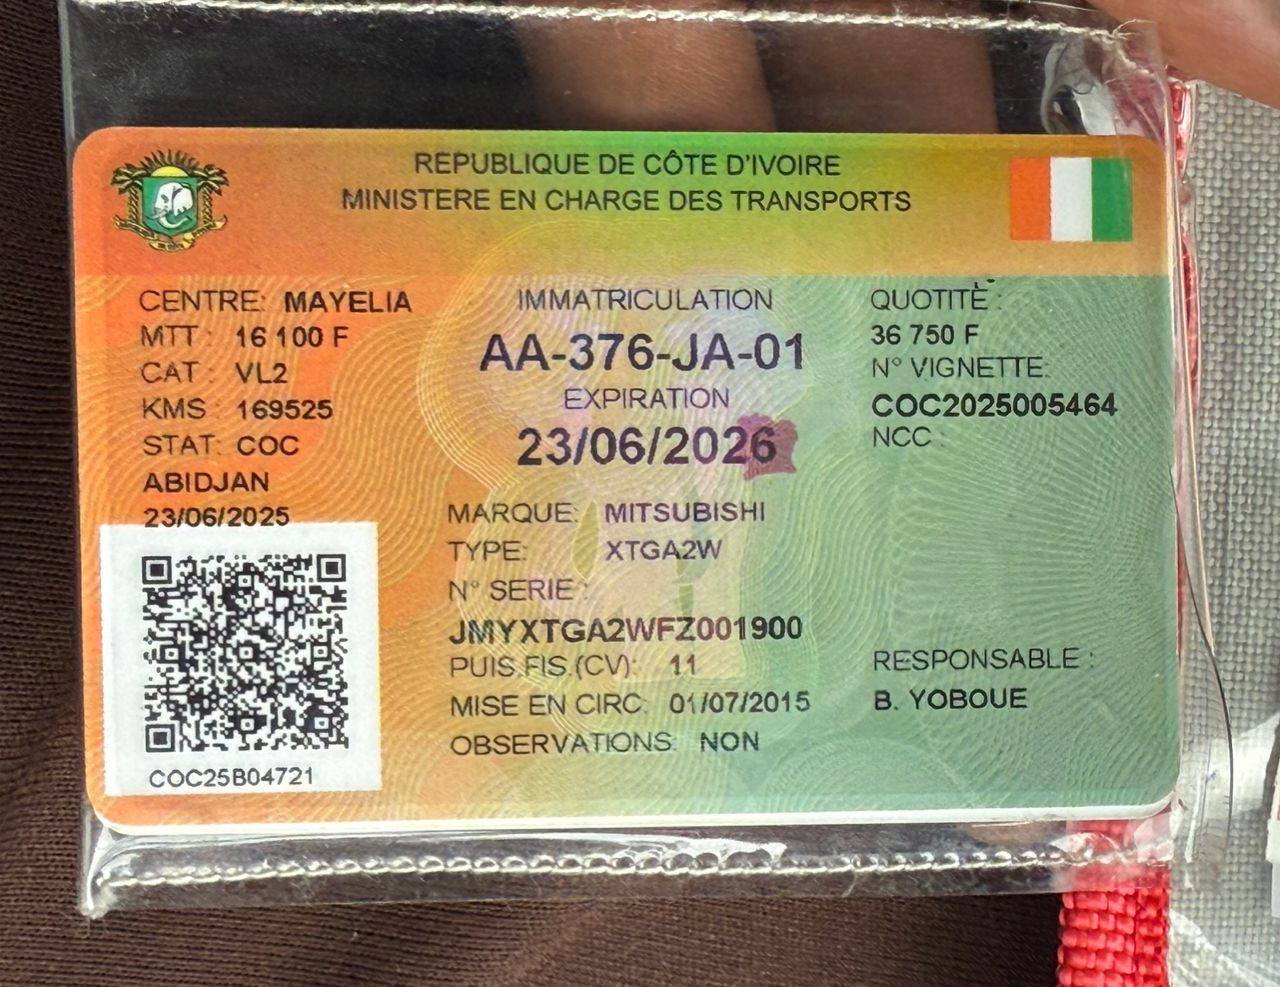 REPUBLIQUE DE CÔTE D'IVOIRE
MINISTERE EN CHARGE DES TRANSPORTS
CENTRE: MAYELIA
MTT : 16 100 F
CAT : VL2
KMS : 169525
STAT: COC
ABIDJAN
23/06/2025
COC25B04721
IMMATRICULATION
AA-376-JA-01
EXPIRATION
23/06/2026
MARQUE: MITSUBISHI
TYPE: XTGA2W
N° SERIE :
JMYXTGA2WFZ001900
PUIS.FIS.(CV): 11
MISE EN CIRC: 01/07/2015
OBSERVATIONS: NON
QUOTITÉ :
36 750 F
N° VIGNETTE:
COC2025005464
NCC :
RESPONSABLE :
B. YOBOUE